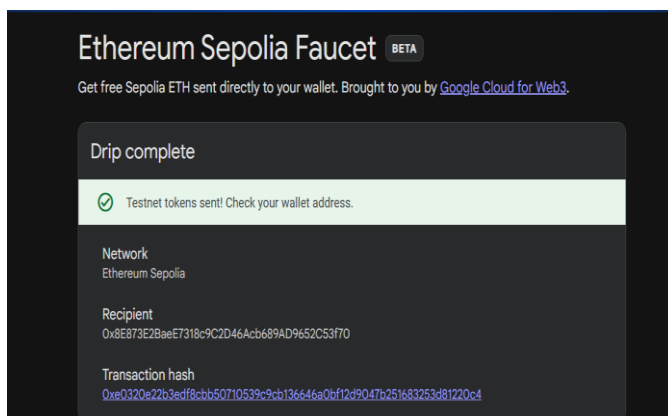 Ethereum Sepolia Faucet BETA
Get free Sepolia ETH sent directly to your wallet. Brought to you by Google Cloud for Web3.
Drip complete
Testnet tokens sent! Check your wallet address.
Network
Ethereum Sepolia
Recipient
0x8E873E2BaeE7318c9C2D46Acb689AD9652C53f70
Transaction hash
0xe0320e22b3edf8cbb50710539c9cb136646a0bf12d9047b251683253d81220c4